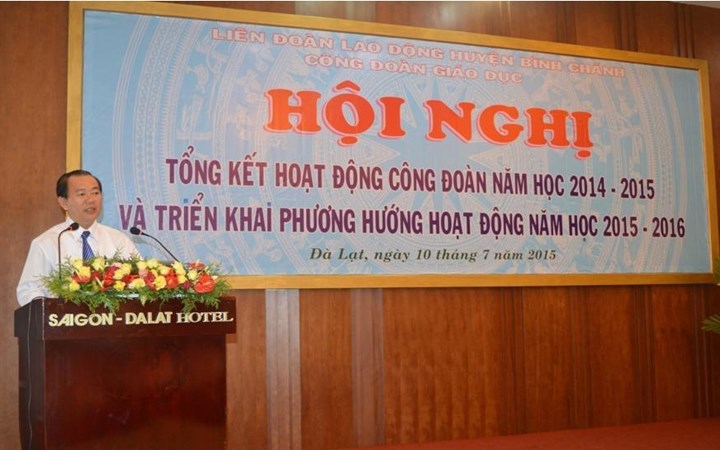 LIÊN ĐOÀN LAO ĐỘNG HUYỆN BÌNH CHÁNH
CÔNG ĐOÀN GIÁO DỤC
HỘI NGHỊ
TỔNG KẾT HOẠT ĐỘNG CÔNG ĐOÀN NĂM HỌC 2014 - 2015
VÀ TRIỂN KHAI PHƯƠNG HƯỚNG HOẠT ĐỘNG NĂM HỌC 2015 - 2016
Đà Lạt, ngày 10 tháng 7 năm 2015
SAIGON - DALAT HOTEL